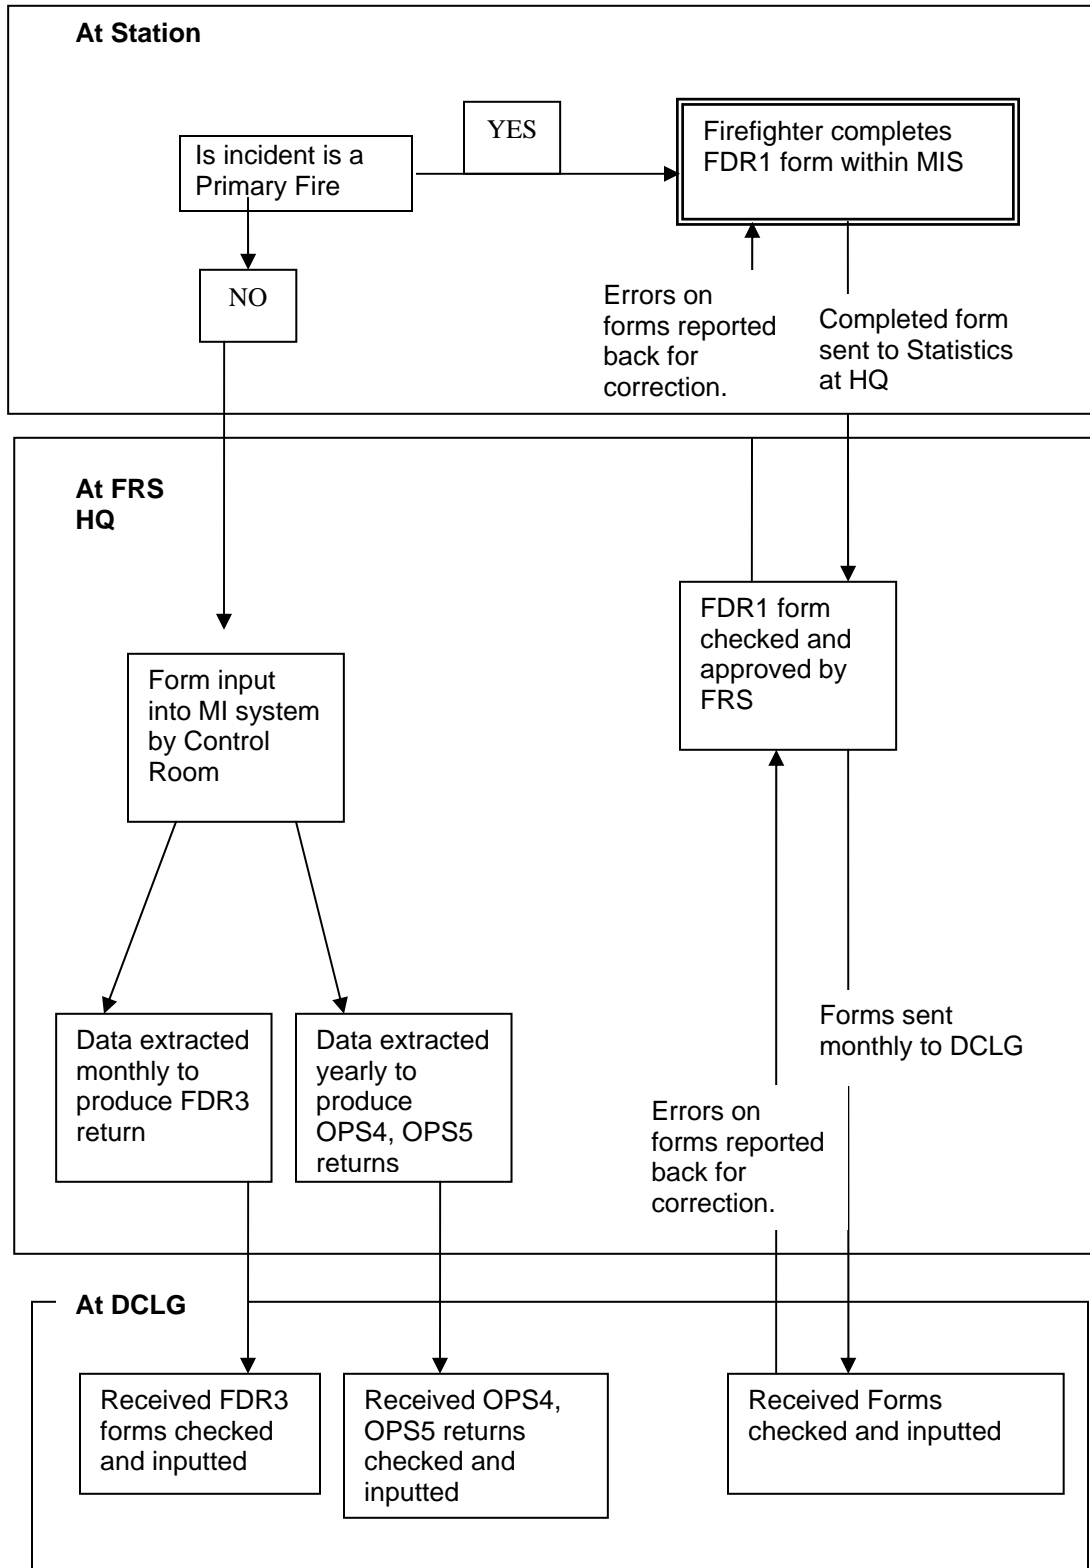 At Station
Is incident is a
Primary Fire
YES
Firefighter completes
FDR1 form within MIS
NO
Errors on
forms reported
back for
correction.
Completed form
sent to Statistics
at HQ
At FRS
HQ
Form input
into MI system
by Control
Room
FDR1 form
checked and
approved by
FRS
Data extracted
monthly to
produce FDR3
return
Data extracted
yearly to
produce
OPS4, OPS5
returns
Errors on
forms reported
back for
correction.
Forms sent
monthly to DCLG
At DCLG
Received FDR3
forms checked
and inputted
Received OPS4,
OPS5 returns
checked and
inputted
Received Forms
checked and inputted